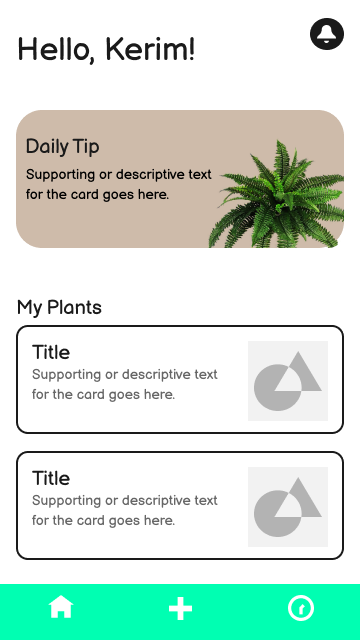 Hello, Kerim!
Daily Tip
Supporting or descriptive text
for the card goes here.
My Plants
Title
Supporting or descriptive text
for the card goes here.
Title
Supporting or descriptive text
for the card goes here.